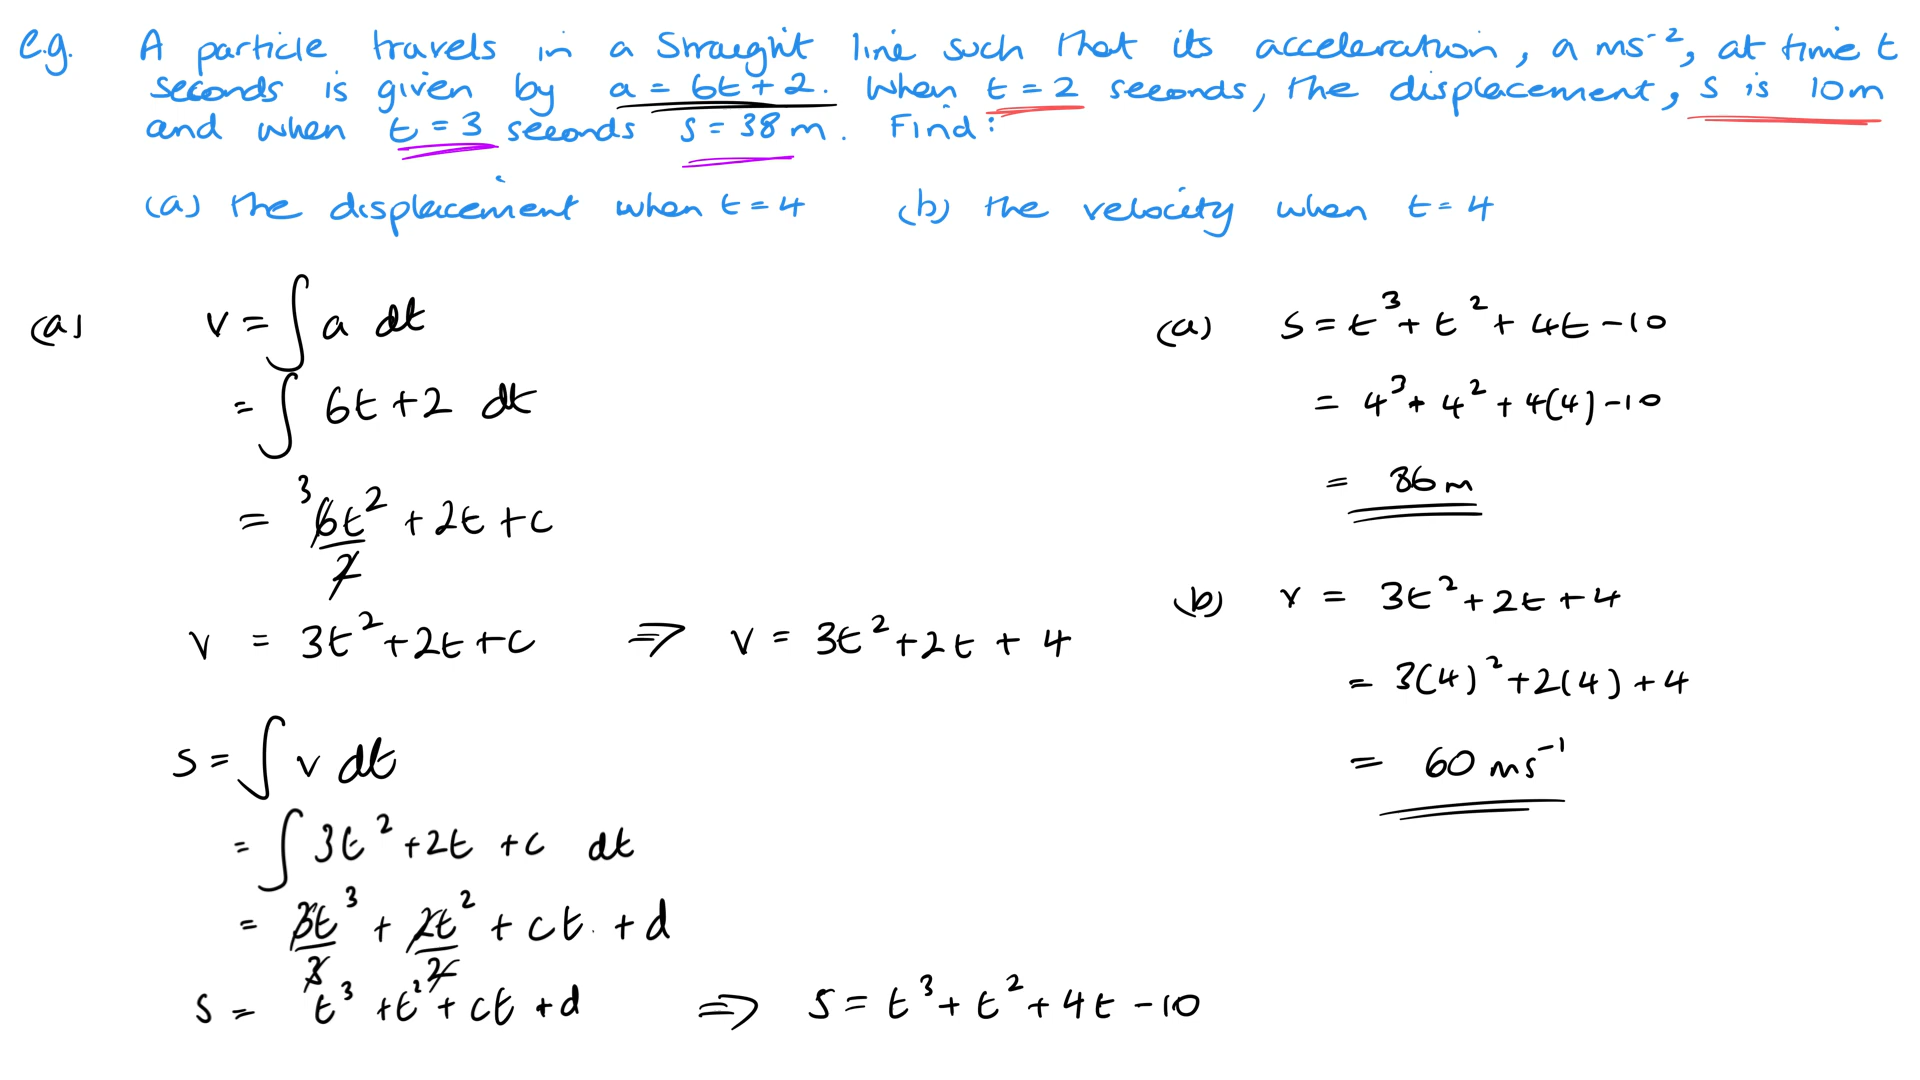 e.g. A particle travels in a straight line such that its acceleration, a ms⁻², at time t
seconds is given by a = 6t + 2. When t = 2 seconds, the displacement, s is 10m
and when t = 3 seconds s = 38 m. Find:
(a) the displacement when t = 4 (b) the velocity when t = 4
(a) v = ∫ a dt
= ∫ 6t + 2 dt
= ³6t²/2 + 2t + c
v = 3t² + 2t + c ⇒ v = 3t² + 2t + 4
s = ∫ v dt
= ∫ 3t² + 2t + c dt
= 3t³/3 + 2t²/2 + ct + d
s = t³ + t² + ct + d ⇒ s = t³ + t² + 4t - 10
(a) s = t³ + t² + 4t - 10
= 4³ + 4² + 4(4) - 10
= 86 m
(b) v = 3t² + 2t + 4
= 3(4)² + 2(4) + 4
= 60 ms⁻¹